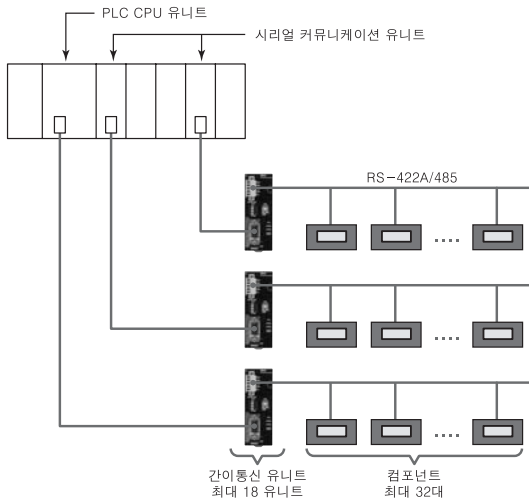 PLC CPU 유니트
시리얼 커뮤니케이션 유니트
RS-422A/485
간이통신 유니트
최대 18 유니트
컴포넌트
최대 32대